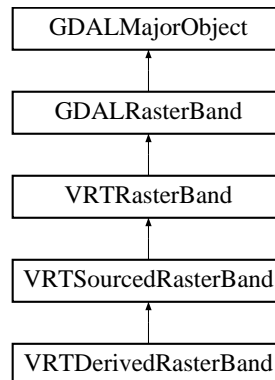 GDALMajorObject
GDALRasterBand
VRTRasterBand
VRTSourcedRasterBand
VRTDerivedRasterBand